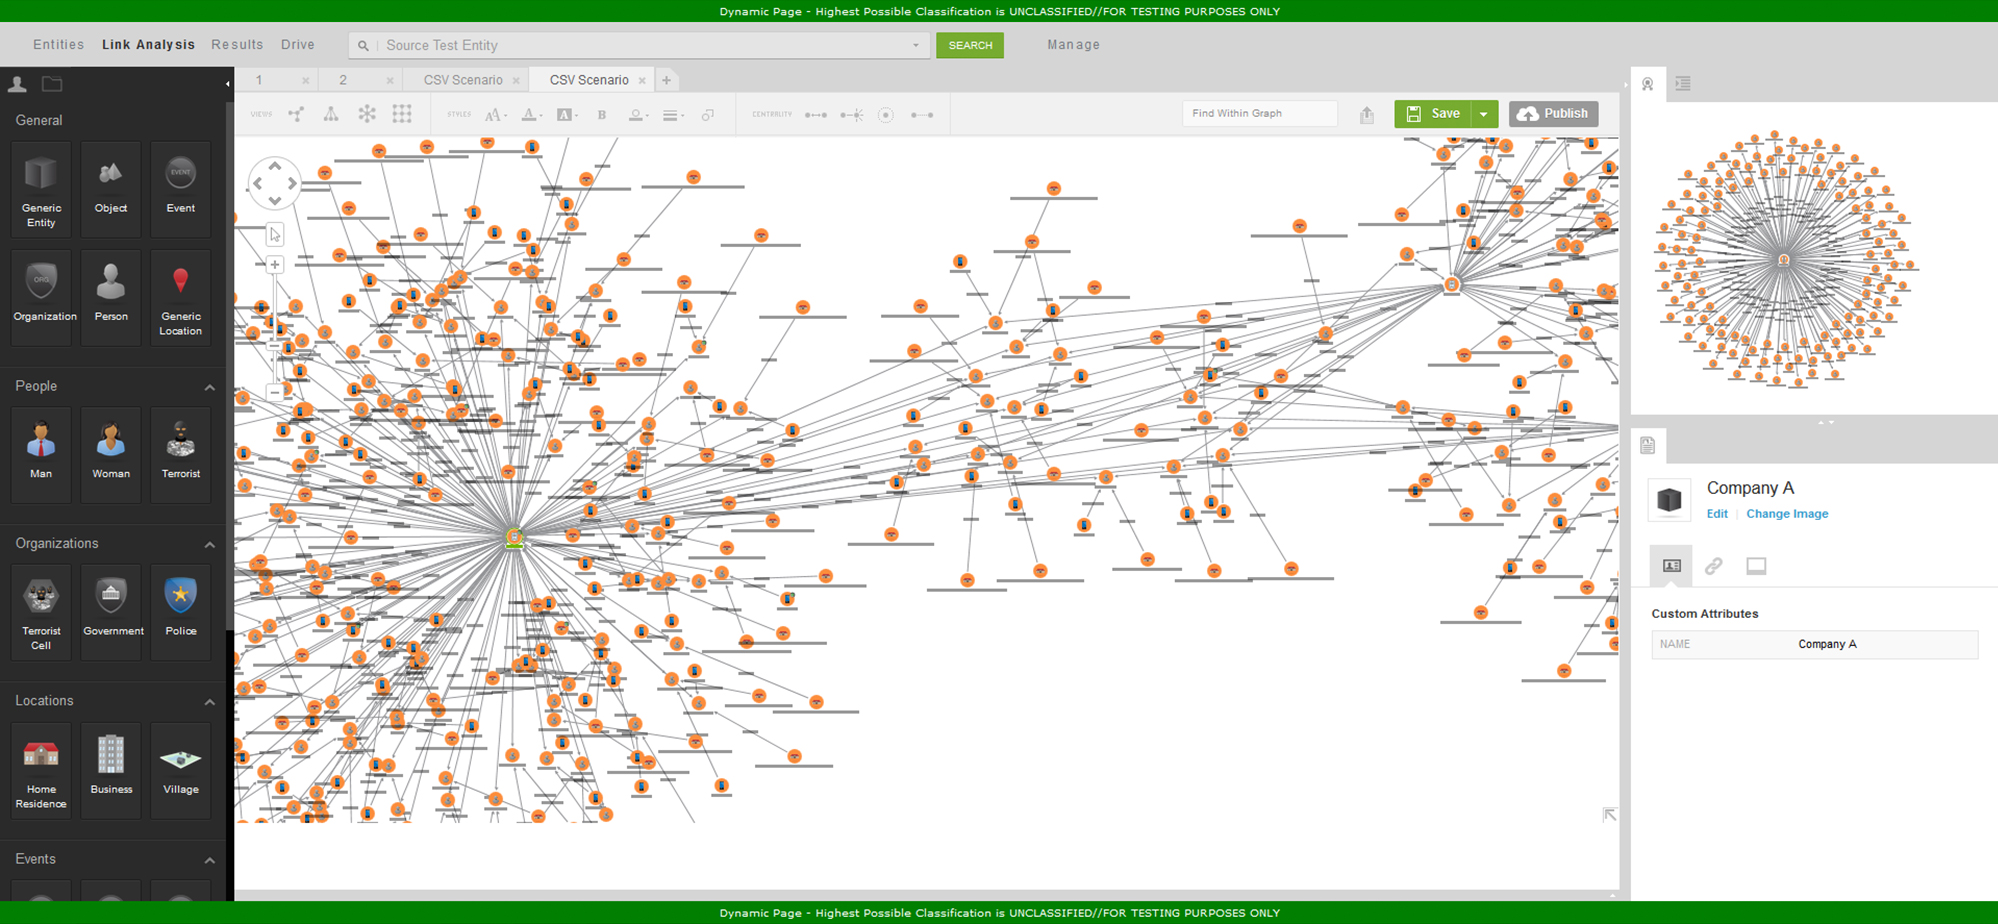 Dynamic Page - Highest Possible Classification is UNCLASSIFIED//FOR TESTING PURPOSES ONLY
Entities Link Analysis Results Drive Source Test Entity SEARCH Manage
1 2 CSV Scenario CSV Scenario
VIEWS STYLES CENTRALITY Find Within Graph Save Publish
General
EVENT
Generic Entity
Object
Event
ORG
Organization
Person
Generic Location
People
Man
Woman
Terrorist
Organizations
Terrorist Cell
Government
Police
Locations
Home Residence
Business
Village
Events
Company A
Edit | Change Image
Custom Attributes
NAME Company A
Dynamic Page - Highest Possible Classification is UNCLASSIFIED//FOR TESTING PURPOSES ONLY